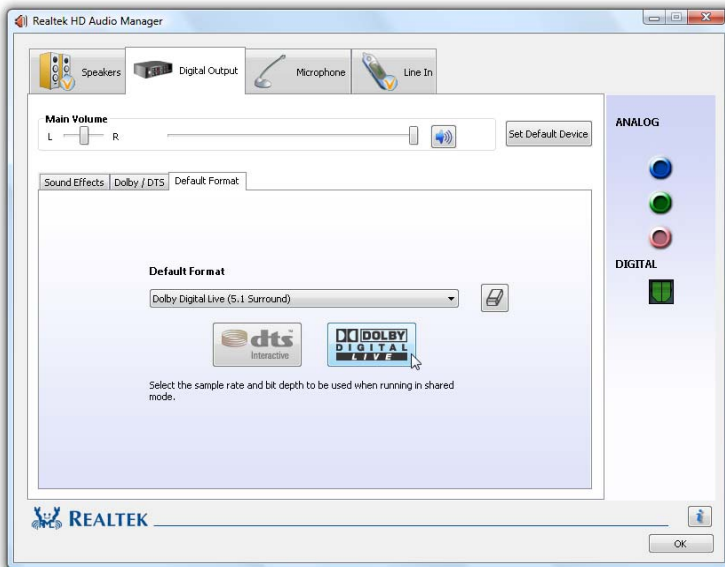 Realtek HD Audio Manager
Speakers
Digital Output
Microphone
Line In
Main Volume
L
R
Set Default Device
Sound Effects
Dolby / DTS
Default Format
Default Format
Dolby Digital Live (5.1 Surround)
dts
Interactive
DOLBY
DIGITAL
LIVE
Select the sample rate and bit depth to be used when running in shared
mode.
ANALOG
DIGITAL
REALTEK
i
OK